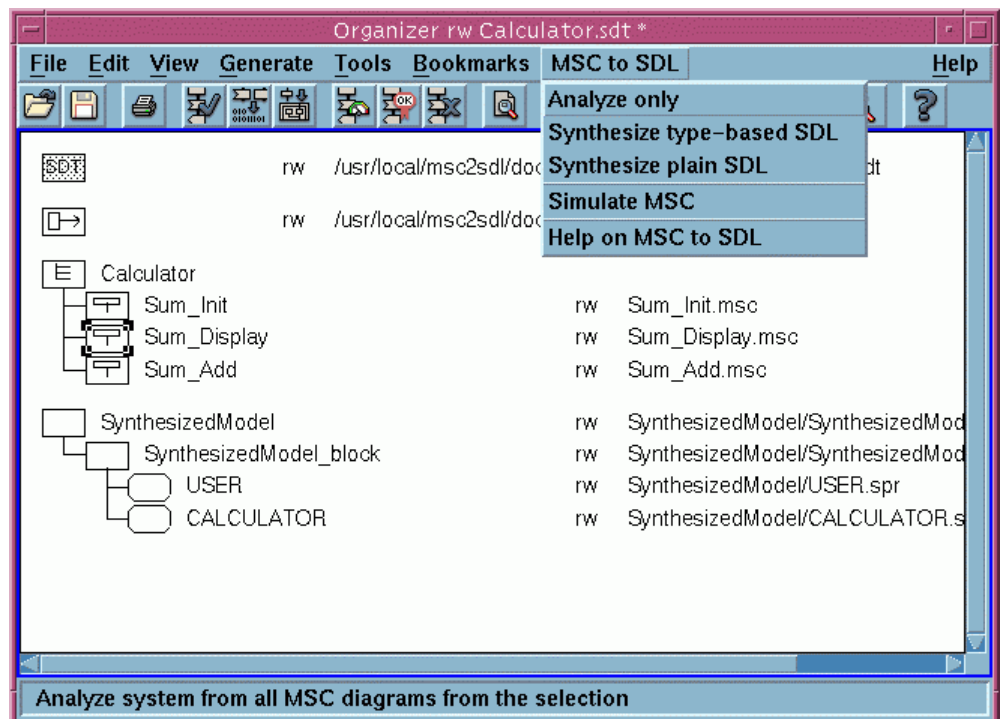 Organizer rw Calculator.sdt *
File Edit View Generate Tools Bookmarks MSC to SDL Help
Analyze only
Synthesize type-based SDL
Synthesize plain SDL
Simulate MSC
Help on MSC to SDL
SDT rw /usr/local/msc2sdl/doc dt
rw /usr/local/msc2sdl/doc
Calculator
Sum_Init rw Sum_Init.msc
Sum_Display rw Sum_Display.msc
Sum_Add rw Sum_Add.msc
SynthesizedModel rw SynthesizedModel/SynthesizedMod
SynthesizedModel_block rw SynthesizedModel/SynthesizedMod
USER rw SynthesizedModel/USER.spr
CALCULATOR rw SynthesizedModel/CALCULATOR.s
Analyze system from all MSC diagrams from the selection